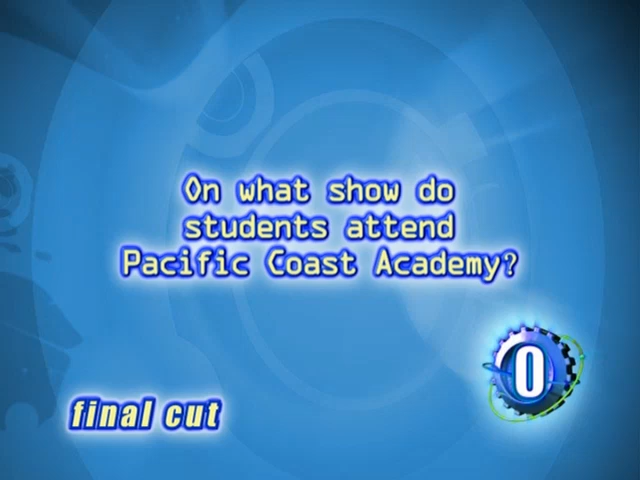 On what show do
students attend
Pacific Coast Academy?
0
final cut